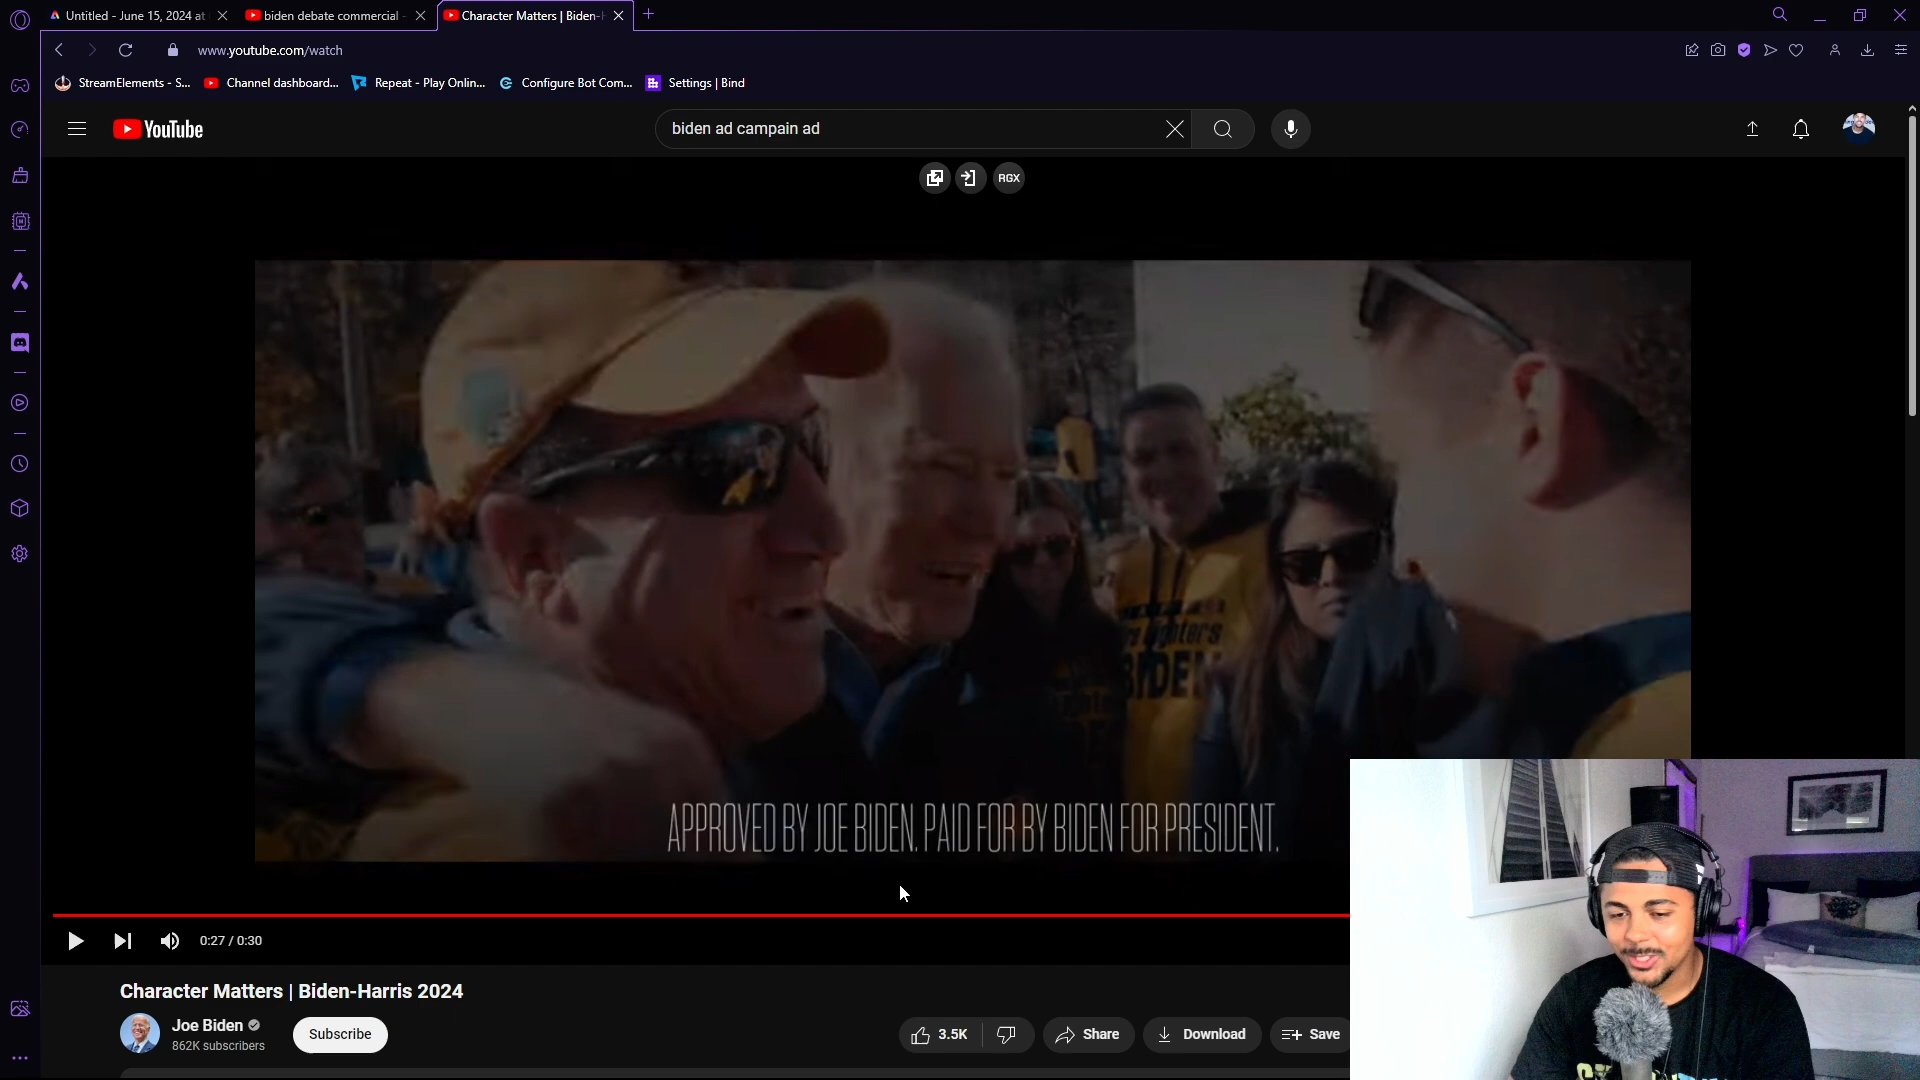 Untitled - June 15, 2024 at
biden debate commercial -
Character Matters | Biden-H
www.youtube.com/watch
StreamElements - S...
Channel dashboard...
Repeat - Play Onlin...
Configure Bot Com...
Settings | Bind
YouTube
biden ad campain ad
RGX
BIDEN
APPROVED BY JOE BIDEN. PAID FOR BY BIDEN FOR PRESIDENT.
0:27 / 0:30
Character Matters | Biden-Harris 2024
Joe Biden
862K subscribers
Subscribe
3.5K
Share
Download
Save